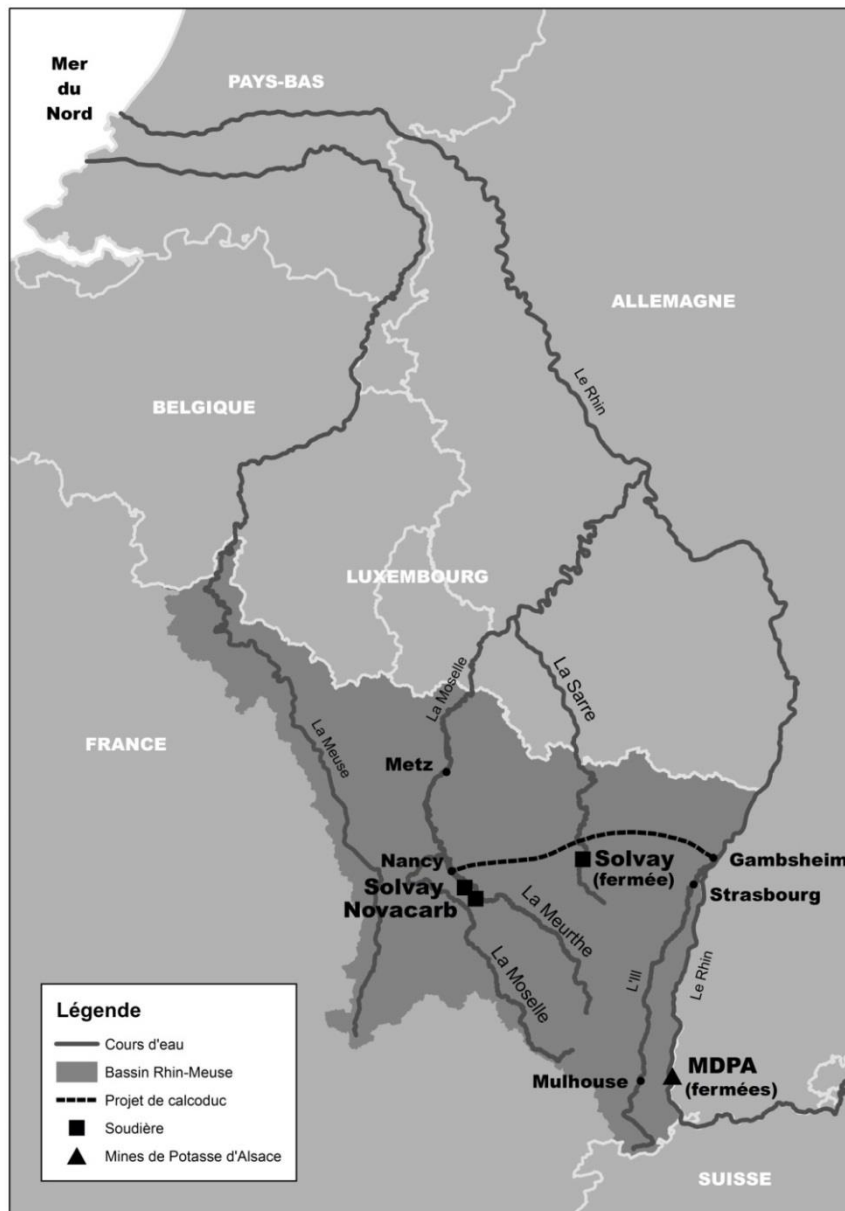 Mer
du
Nord
PAYS-BAS
ALLEMAGNE
Le Rhin
BELGIQUE
LUXEMBOURG
La Moselle
La Sarre
FRANCE
La Meuse
Metz
Nancy
Solvay
(fermée)
Gambsheim
Solvay
Novacarb
Strasbourg
La Meurthe
La Moselle
L'Ill
Le Rhin
MDPA
(fermées)
Mulhouse
SUISSE
Légende
Cours d'eau
Bassin Rhin-Meuse
Projet de calcoduc
Soudière
Mines de Potasse d'Alsace